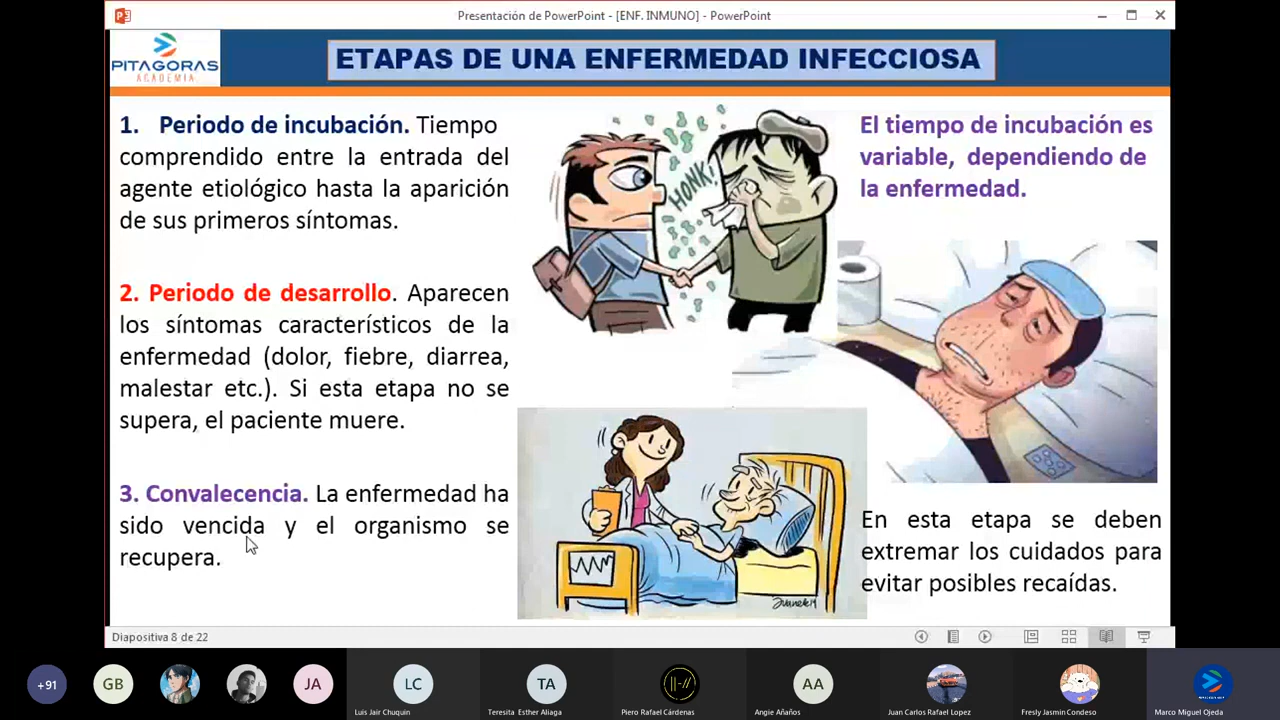 Presentación de PowerPoint - [ENF. INMUNO] - PowerPoint
PITAGORAS
ACADEMIA
ETAPAS DE UNA ENFERMEDAD INFECCIOSA
1. Periodo de incubación. Tiempo
comprendido entre la entrada del
agente etiológico hasta la aparición
de sus primeros síntomas.
HONK!
El tiempo de incubación es
variable, dependiendo de
la enfermedad.
2. Periodo de desarrollo. Aparecen
los síntomas característicos de la
enfermedad (dolor, fiebre, diarrea,
malestar etc.). Si esta etapa no se
supera, el paciente muere.
3. Convalecencia. La enfermedad ha
sido vencida y el organismo se
recupera.
En esta etapa se deben
extremar los cuidados para
evitar posibles recaídas.
Diapositiva 8 de 22
+91
GB
JA
LC
Luis Jair Chuquin
TA
Teresita Esther Aliaga
Piero Rafael Cárdenas
AA
Angie Añaños
Juan Carlos Rafael Lopez
Fresly Jasmin Condeso
Marco Miguel Ojeda